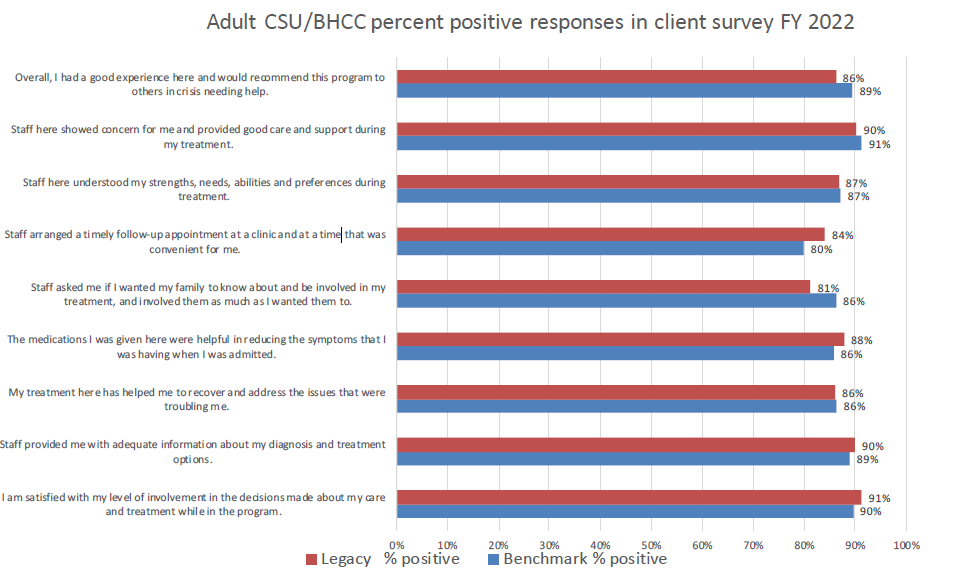 Adult CSU/BHCC percent positive responses in client survey FY 2022
Overall, I had a good experience here and would recommend this program to
others in crisis needing help.
86%
89%
Staff here showed concern for me and provided good care and support during
my treatment.
90%
91%
Staff here understood my strengths, needs, abilities and preferences during
treatment.
87%
87%
Staff arranged a timely follow-up appointment at a clinic and at a time that was
convenient for me.
84%
80%
Staff asked me if I wanted my family to know about and be involved in my
treatment, and involved them as much as I wanted them to.
81%
86%
The medications I was given here were helpful in reducing the symptoms that I
was having when I was admitted.
88%
86%
My treatment here has helped me to recover and address the issues that were
troubling me.
86%
86%
Staff provided me with adequate information about my diagnosis and treatment
options.
90%
89%
I am satisfied with my level of involvement in the decisions made about my care
and treatment while in the program.
91%
90%
0% 10% 20% 30% 40% 50% 60% 70% 80% 90% 100%
Legacy % positive Benchmark % positive